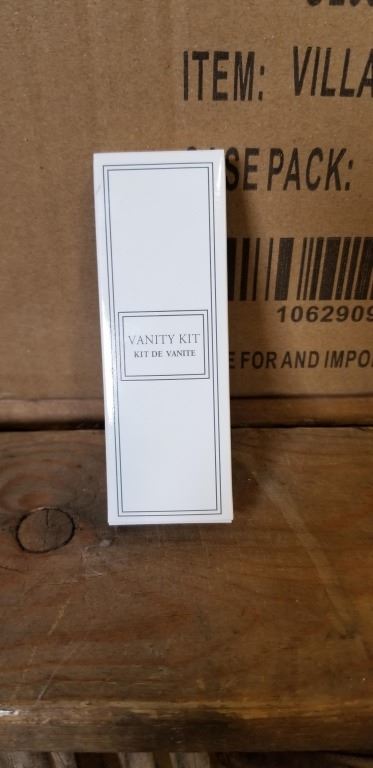 ITEM: VILLA
SE PACK:
1062909
E FOR AND IMPO
VANITY KIT
KIT DE VANITE